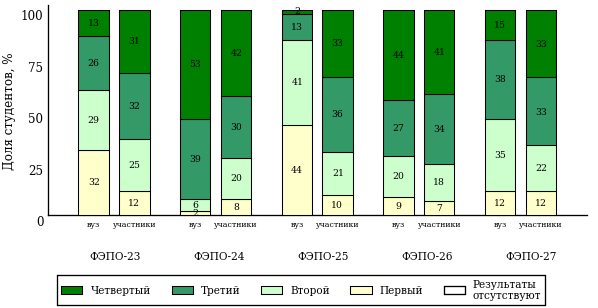 Доля студентов, %
100
75
50
25
0
13 31 53 42 2 33 44 41 15 33
26 32 39 30 13 36 27 34 38 33
29 25 6 20 41 21 20 18 35 22
32 12 2 8 44 10 9 7 12 12
вуз участники вуз участники вуз участники вуз участники вуз участники
ФЭПО-23 ФЭПО-24 ФЭПО-25 ФЭПО-26 ФЭПО-27
Четвертый Третий Второй Первый Результаты
отсутствуют